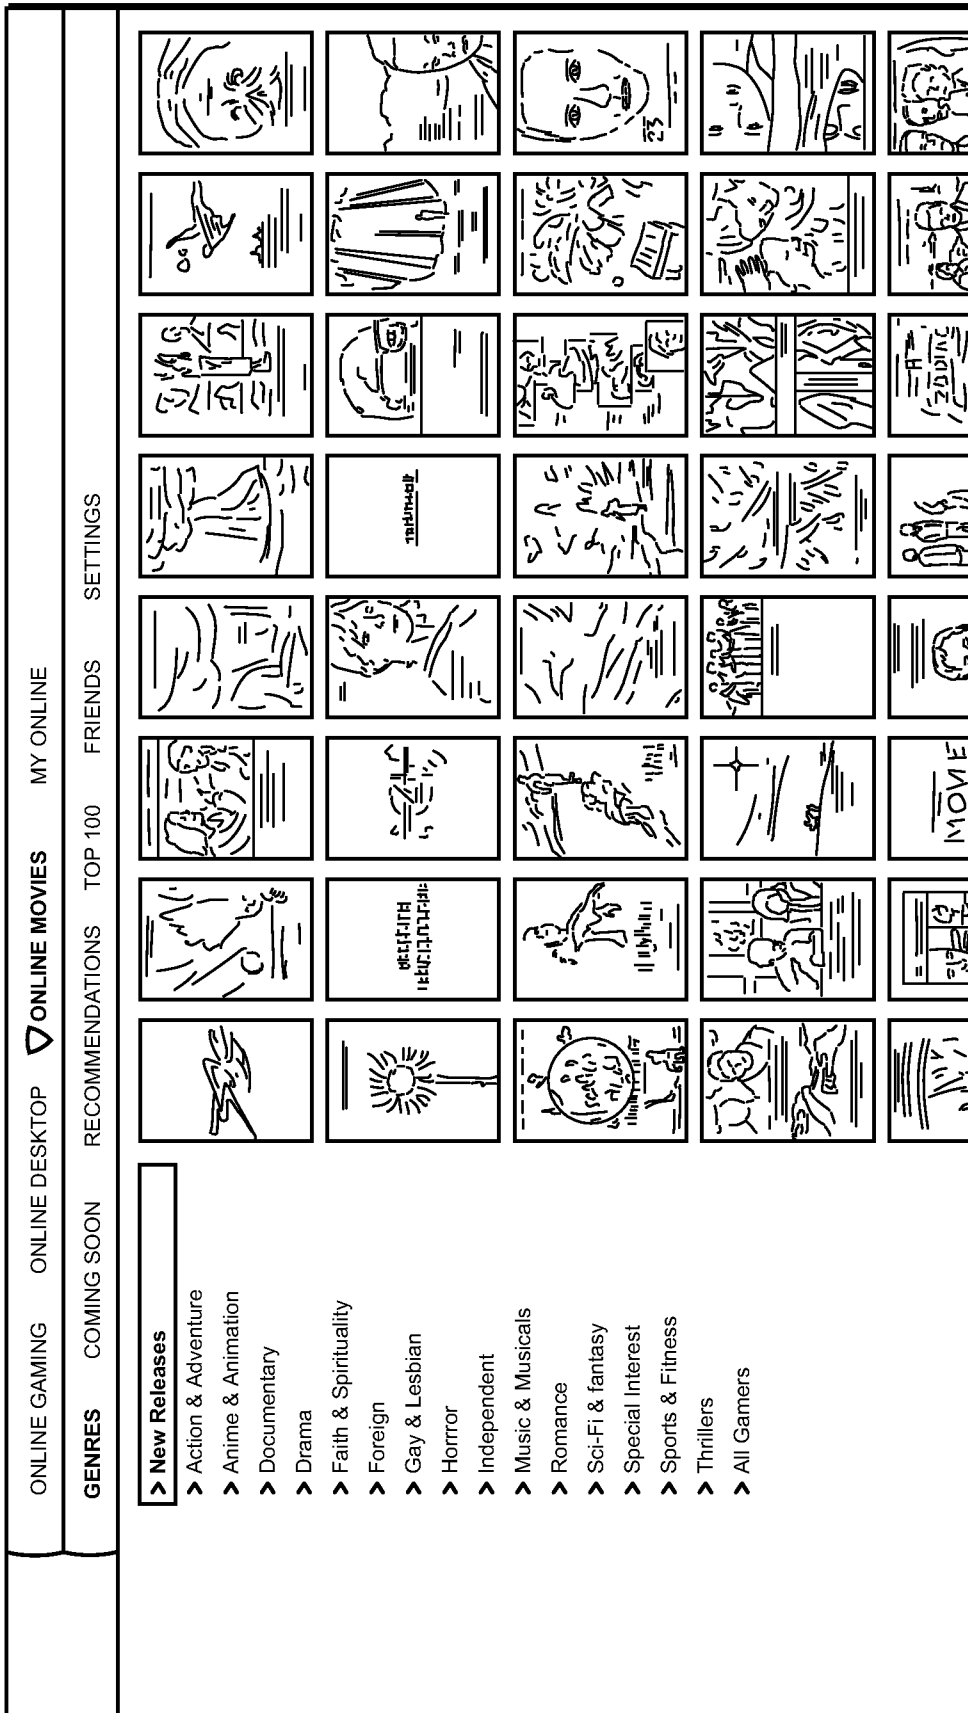 ONLINE GAMING ONLINE DESKTOP ONLINE MOVIES MY ONLINE
GENRES COMING SOON RECOMMENDATIONS TOP 100 FRIENDS SETTINGS
> New Releases
> Action & Adventure
> Anime & Animation
> Documentary
> Drama
> Faith & Spirituality
> Foreign
> Gay & Lesbian
> Horrror
> Independent
> Music & Musicals
> Romance
> Sci-Fi & fantasy
> Special Interest
> Sports & Fitness
> Thrillers
> All Gamers
23
MOVIE